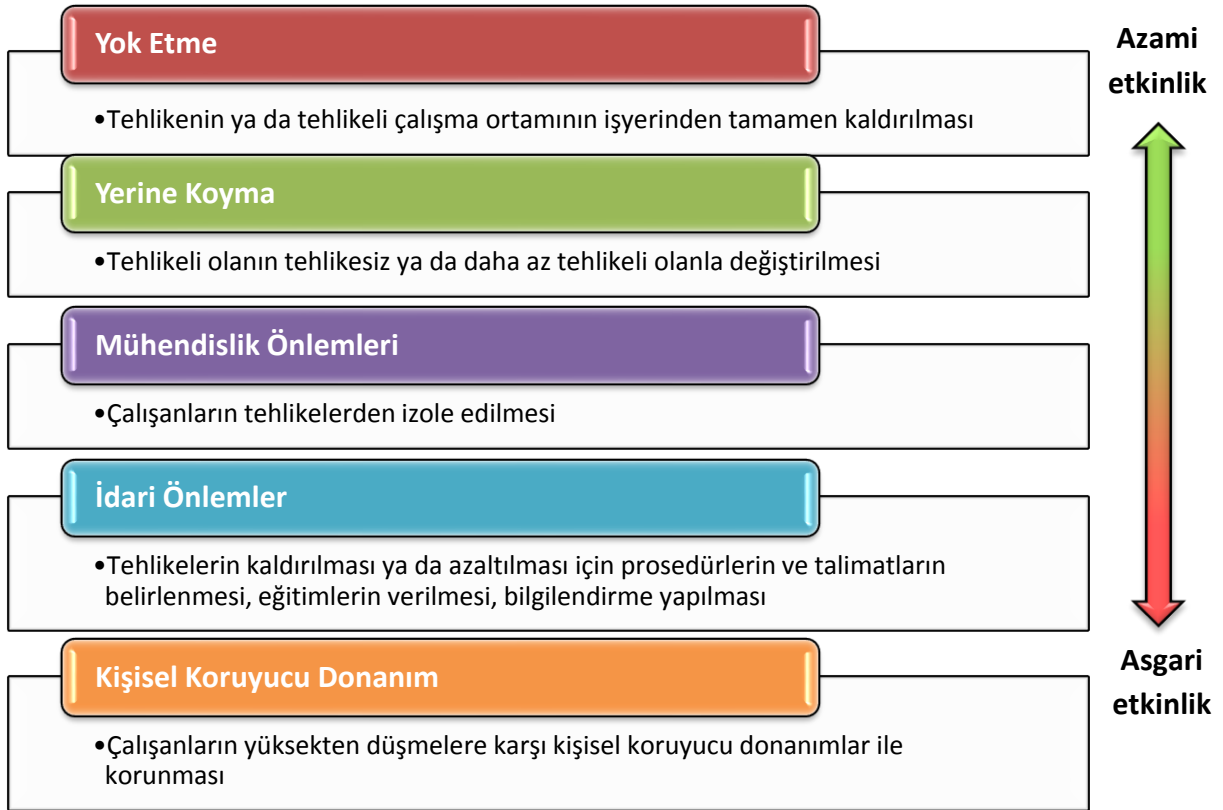 Yok Etme
•Tehlikenin ya da tehlikeli çalışma ortamının işyerinden tamamen kaldırılması
Yerine Koyma
•Tehlikeli olanın tehlikesiz ya da daha az tehlikeli olanla değiştirilmesi
Mühendislik Önlemleri
•Çalışanların tehlikelerden izole edilmesi
İdari Önlemler
•Tehlikelerin kaldırılması ya da azaltılması için prosedürlerin ve talimatların
belirlenmesi, eğitimlerin verilmesi, bilgilendirme yapılması
Kişisel Koruyucu Donanım
•Çalışanların yüksekten düşmelere karşı kişisel koruyucu donanımlar ile
korunması
Azami
etkinlik
Asgari
etkinlik